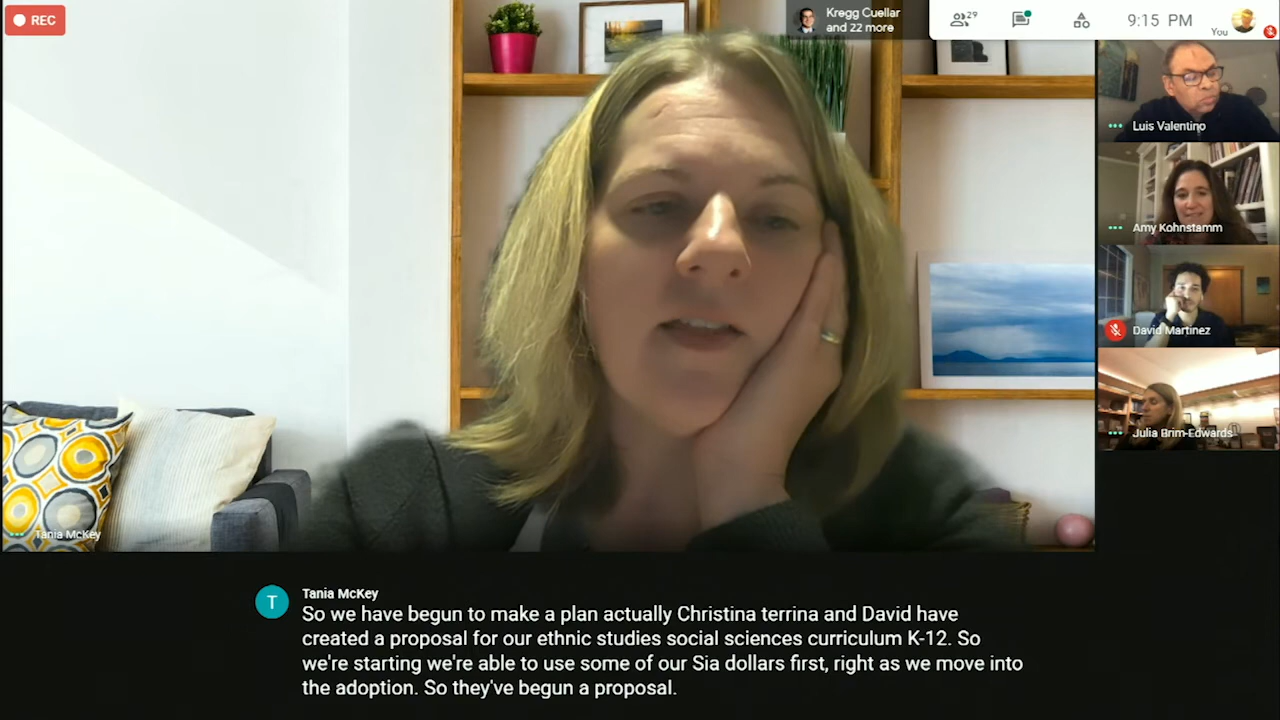 REC
Kregg Cuellar
and 22 more
29
9:15 PM
You
Luis Valentino
Amy Kohnstamm
David Martinez
Julia Brim-Edwards
Tania McKey
T
Tania McKey
So we have begun to make a plan actually Christina terrina and David have
created a proposal for our ethnic studies social sciences curriculum K-12. So
we're starting we're able to use some of our Sia dollars first, right as we move into
the adoption. So they've begun a proposal.